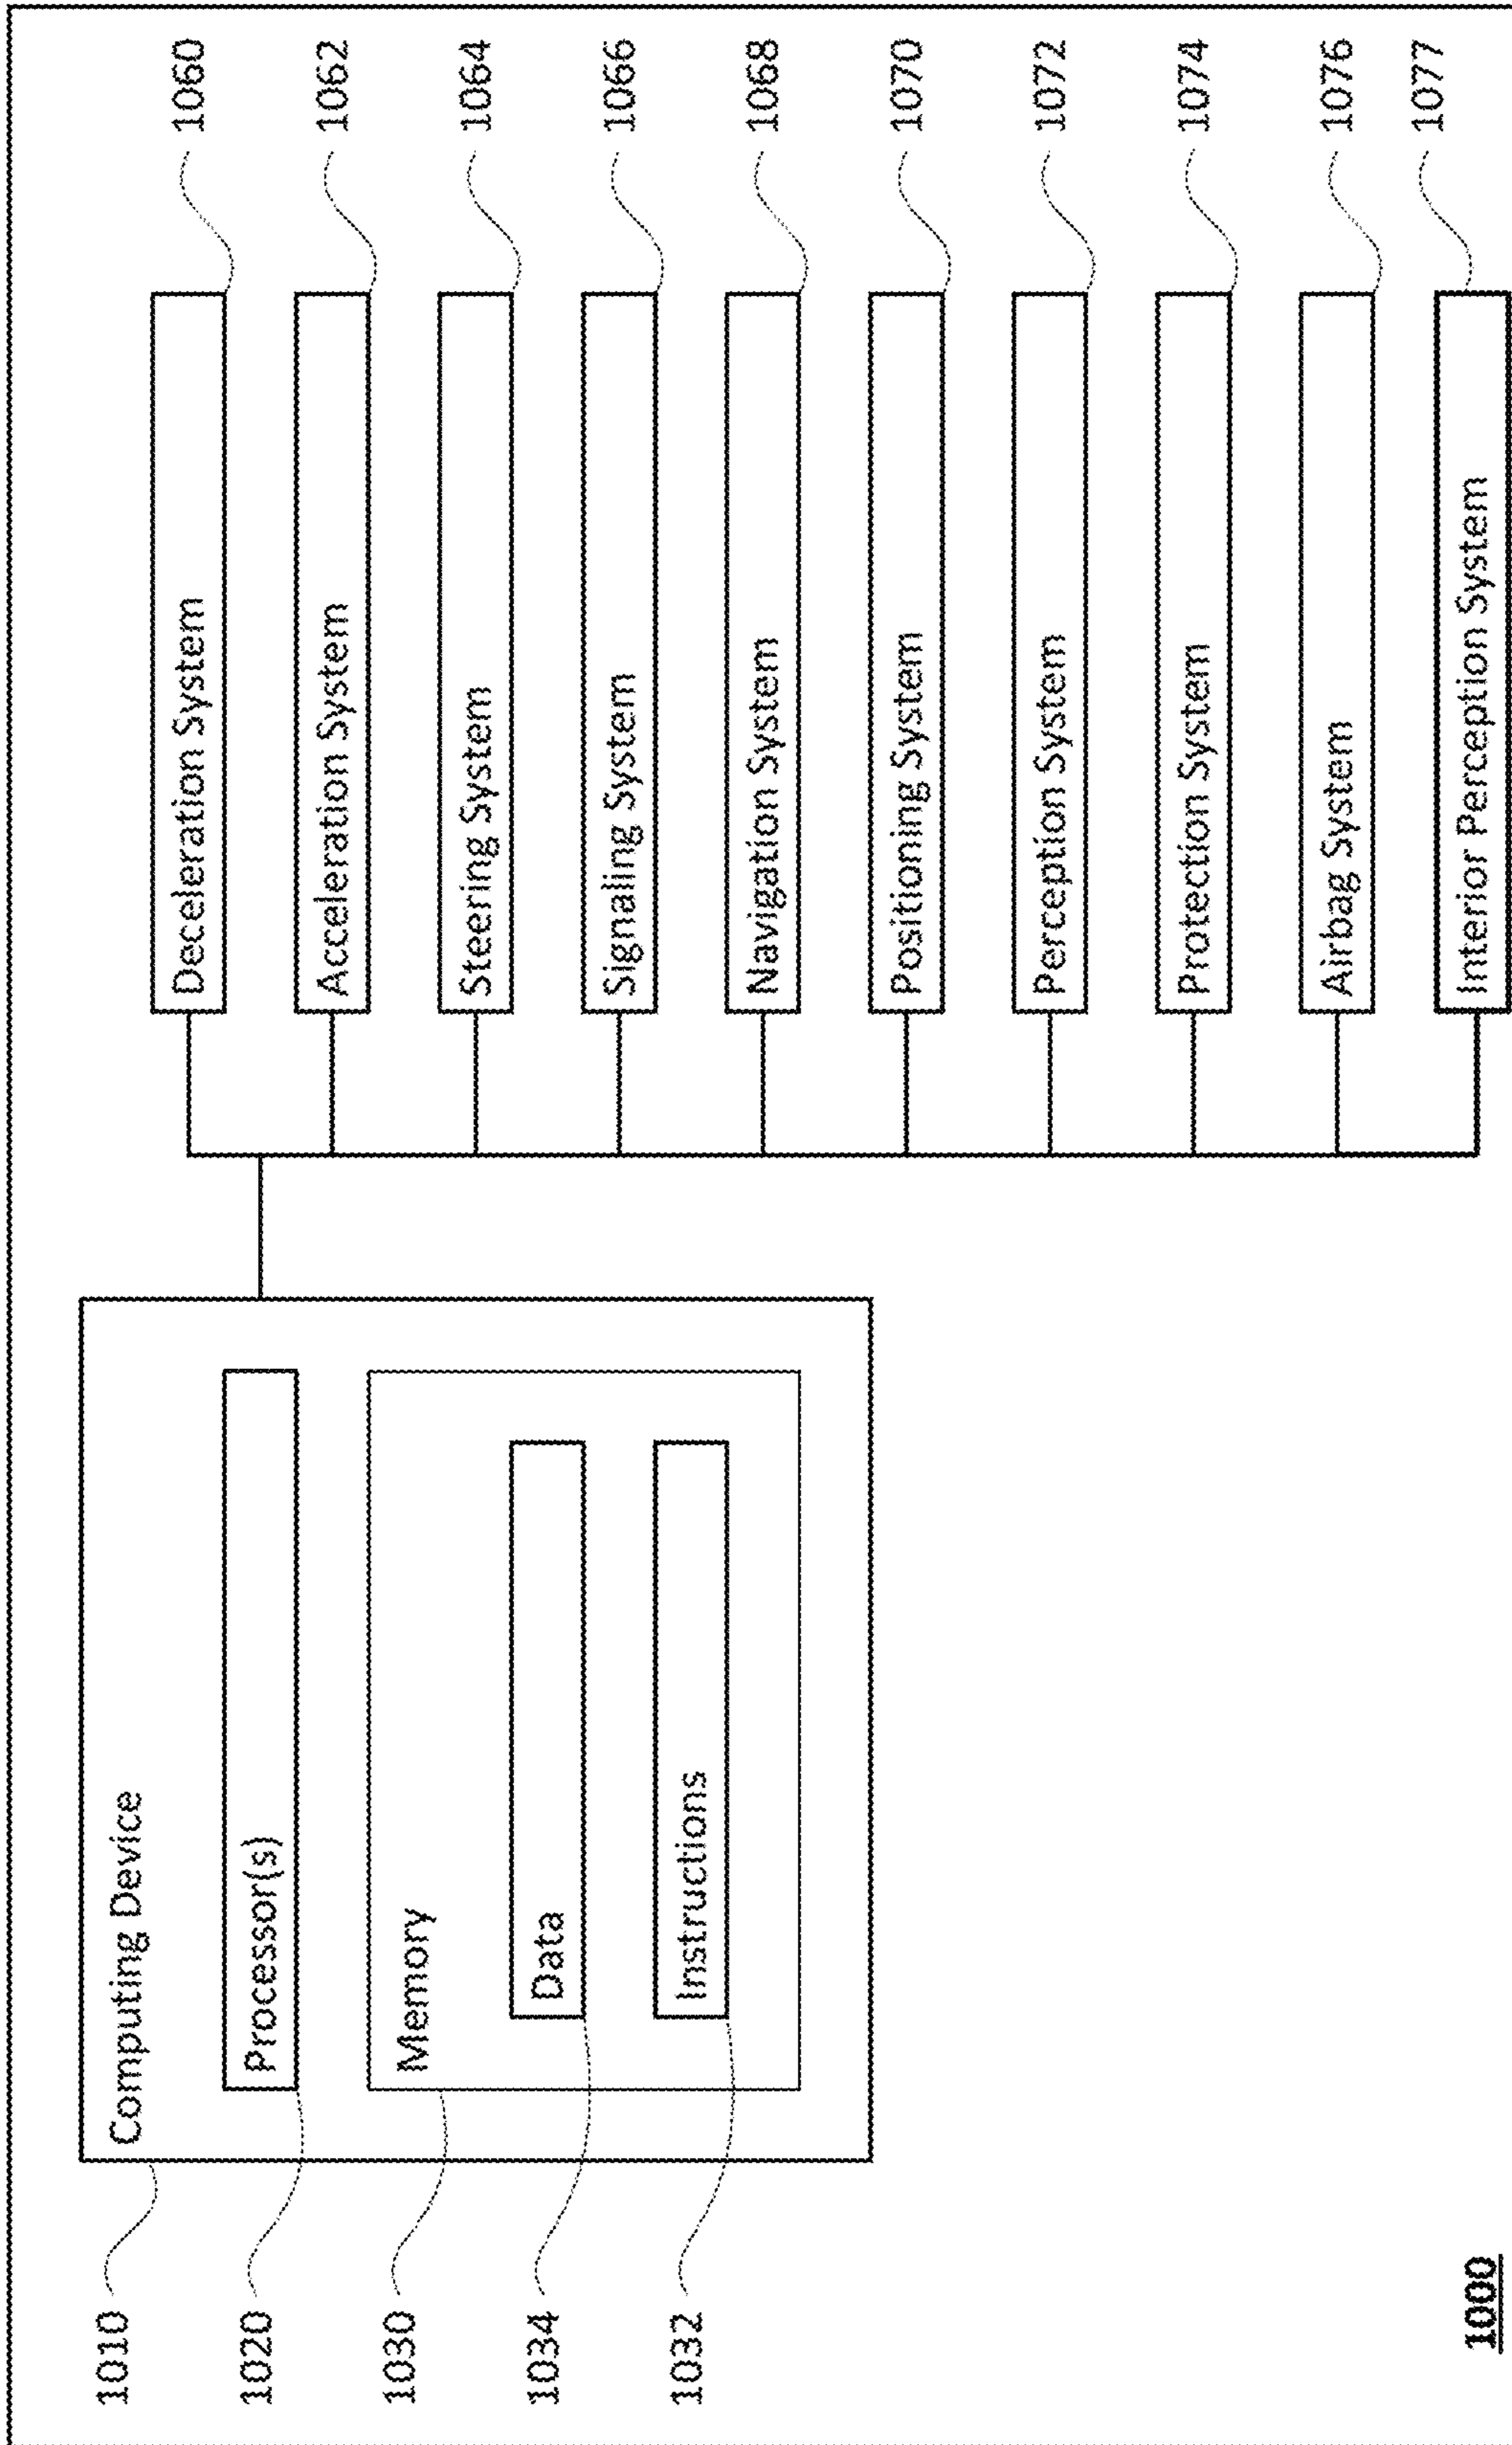 1010
Computing Device
1020
Processor(s)
1030
Memory
1034
Data
1032
Instructions
Deceleration System
1060
Acceleration System
1062
Steering System
1064
Signaling System
1066
Navigation System
1068
Positioning System
1070
Perception System
1072
Protection System
1074
Airbag System
1076
Interior Perception System
1077
1000